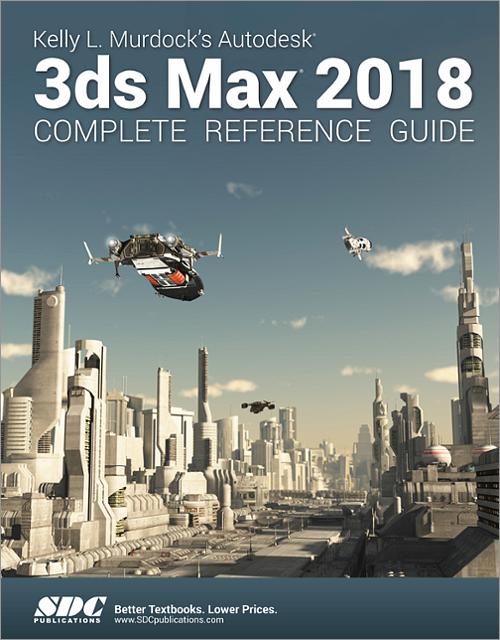 Kelly L. Murdock's Autodesk®
3ds Max® 2018
COMPLETE REFERENCE GUIDE
SDC
PUBLICATIONS
Better Textbooks. Lower Prices.
www.SDCpublications.com